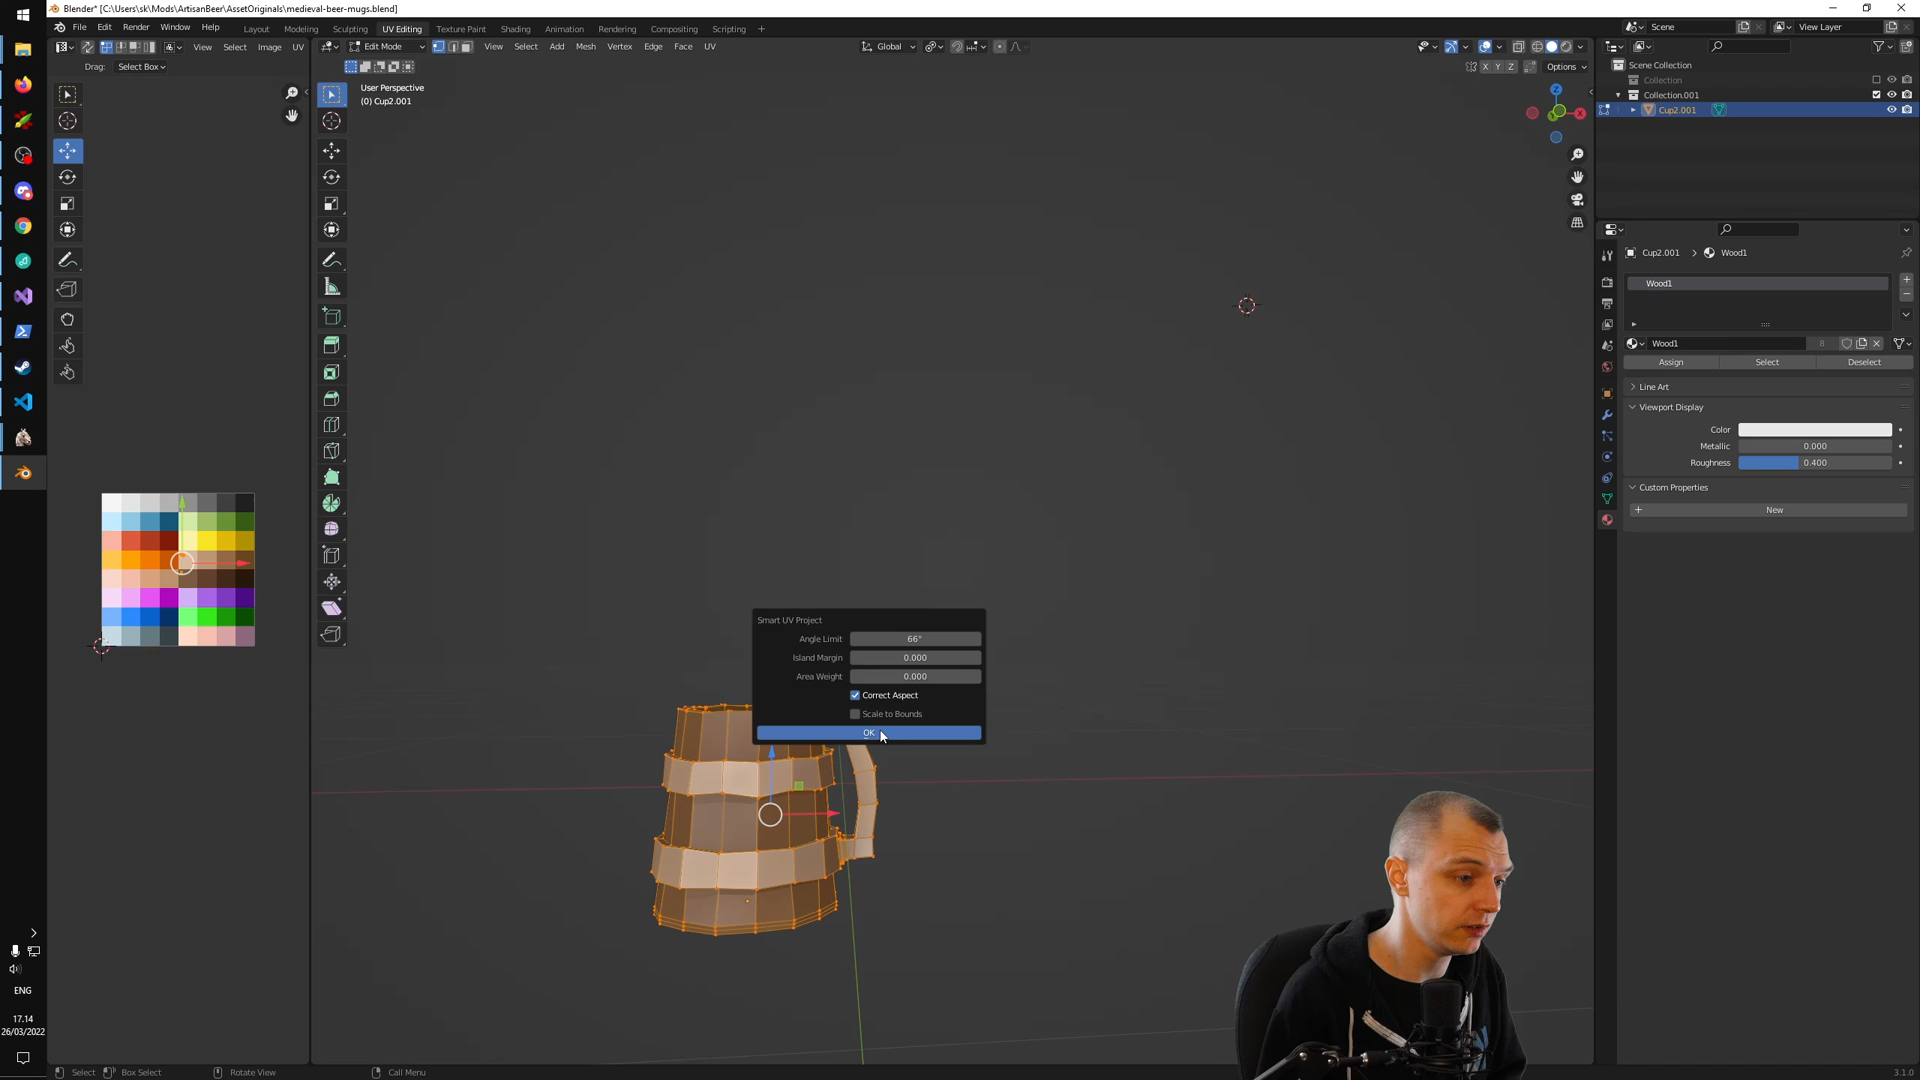 Blender* [C:\Users\sk\Mods\ArtisanBeer\AssetOriginals\medieval-beer-mugs.blend]
File Edit Render Window Help
Layout Modeling Sculpting UV Editing Texture Paint Shading Animation Rendering Compositing Scripting +
Scene
View Layer
View Select Image UV
Edit Mode
View Select Add Mesh Vertex Edge Face UV
Global
Drag: Select Box
X Y Z
Options
User Perspective
(0) Cup2.001
Z
X
Y
Scene Collection
Collection
Collection.001
Cup2.001
Cup2.001 > Wood1
Wood1
Wood1
8
Assign
Select
Deselect
Line Art
Viewport Display
Color
Metallic 0.000
Roughness 0.400
Custom Properties
New
Smart UV Project
Angle Limit 66°
Island Margin 0.000
Area Weight 0.000
Correct Aspect
Scale to Bounds
OK
ENG
17.14
26/03/2022
Select
Box Select
Rotate View
Call Menu
3.1.0